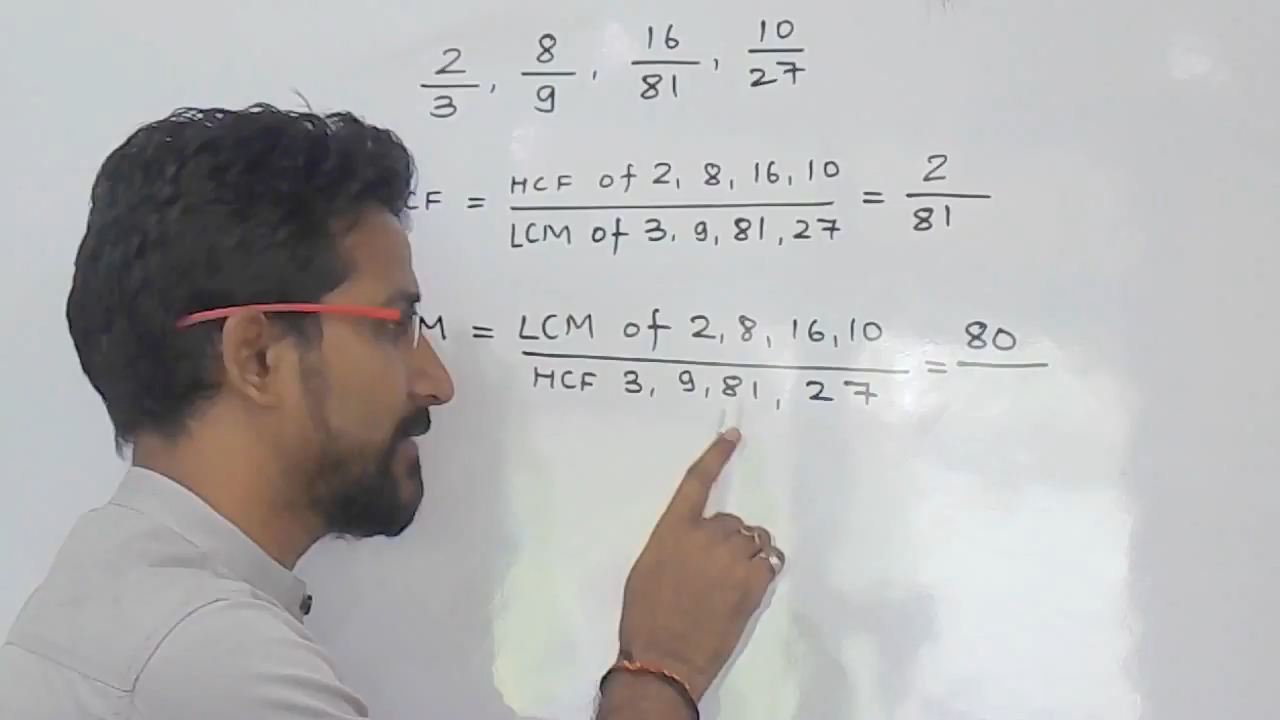 2/3, 8/9, 16/81, 10/27
CF = HCF of 2, 8, 16, 10 / LCM of 3, 9, 81, 27 = 2/81
M = LCM of 2, 8, 16, 10 / HCF 3, 9, 81, 27 = 80/